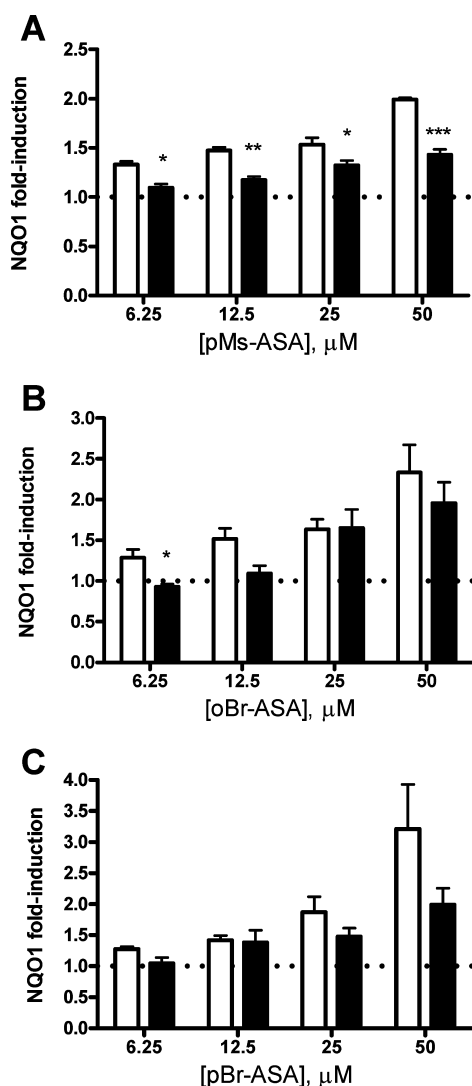 A
NQO1 fold-induction
2.5
2.0
1.5
1.0
0.5
0.0
* ** * ***
6.25 12.5 25 50
[pMs-ASA], μM
B
NQO1 fold-induction
3.0
2.5
2.0
1.5
1.0
0.5
0.0
*
6.25 12.5 25 50
[oBr-ASA], μM
C
NQO1 fold-induction
4.0
3.5
3.0
2.5
2.0
1.5
1.0
0.5
0.0
6.25 12.5 25 50
[pBr-ASA], μM